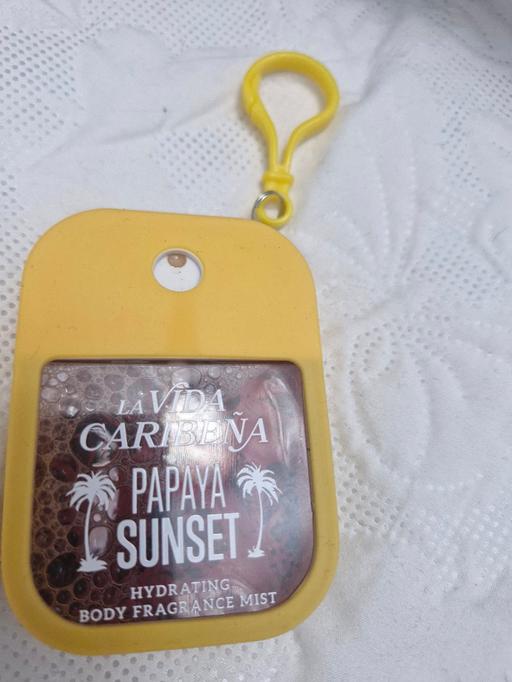 LA VIDA
CARIBEÑA
PAPAYA
SUNSET
HYDRATING
BODY FRAGRANCE MIST